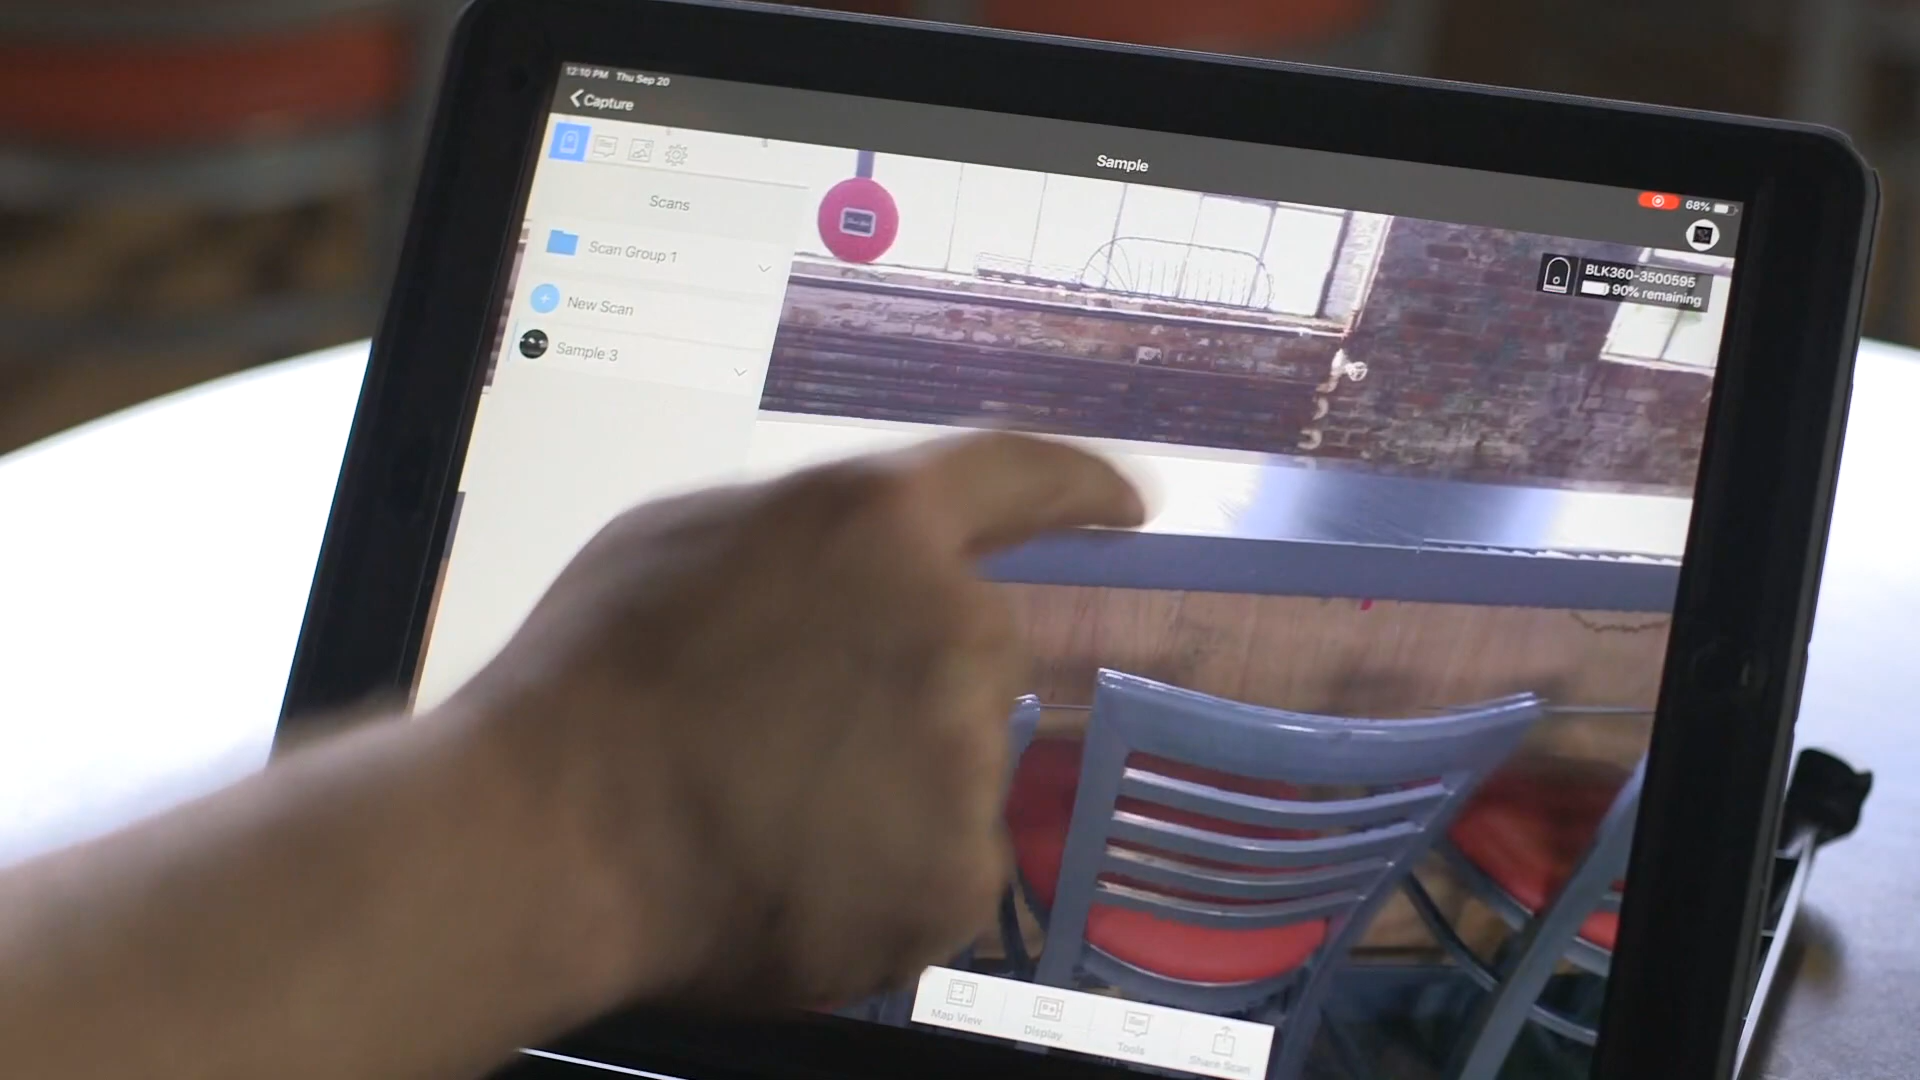 12:10 PM Thu Sep 20
Capture
Sample
68%
Scans
Scan Group 1
New Scan
Sample 3
BLK360-3500595
90% remaining
Map View
Display
Tools
Share Scan